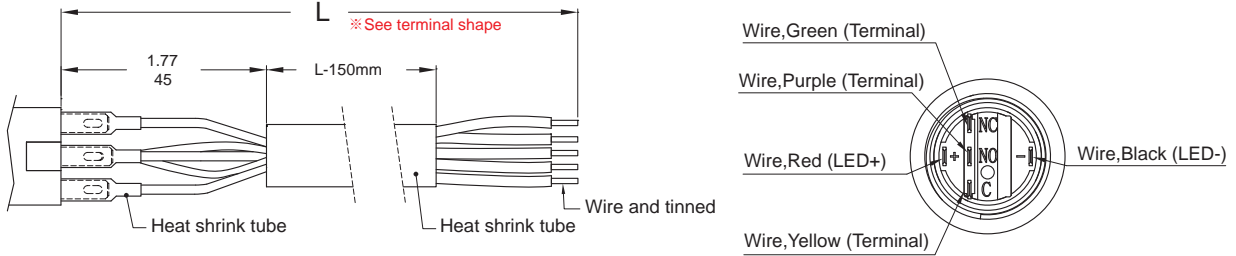 L
※See terminal shape
1.77
45
L-150mm
Heat shrink tube
Heat shrink tube
Wire and tinned
Wire,Green (Terminal)
Wire,Purple (Terminal)
Wire,Red (LED+)
Wire,Yellow (Terminal)
Wire,Black (LED-)
NC
+ NO -
C